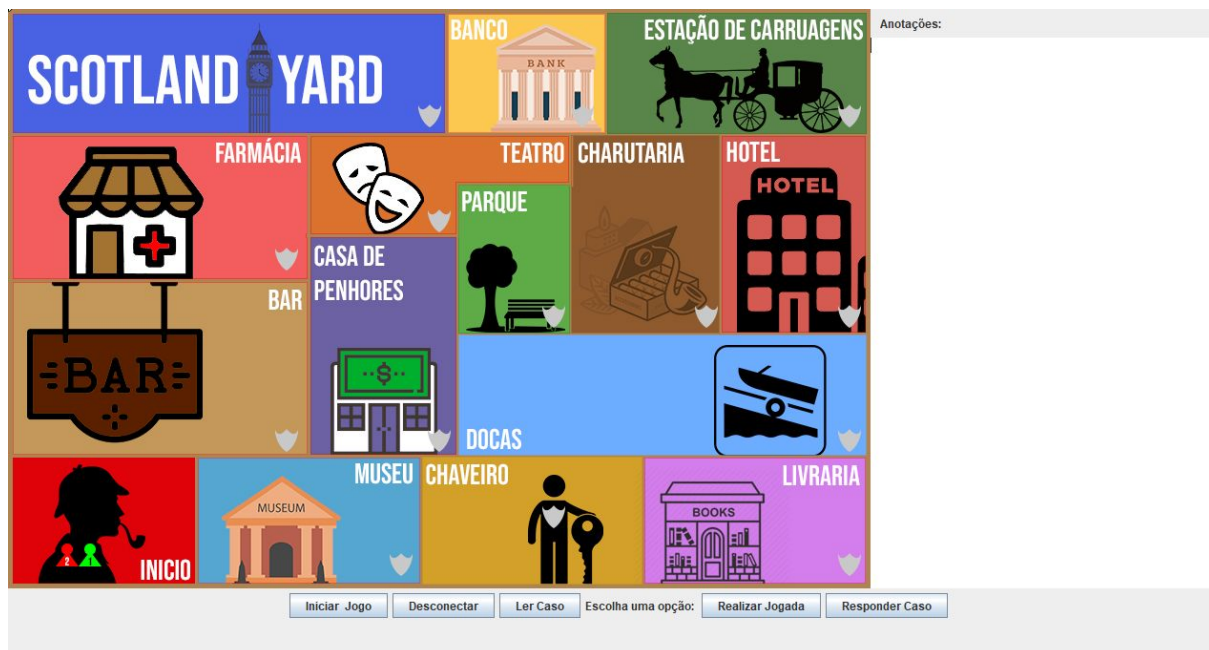 SCOTLAND YARD
BANCO
BANK
ESTAÇÃO DE CARRUAGENS
Anotações:
FARMÁCIA
TEATRO
CHARUTARIA
HOTEL
HOTEL
PARQUE
CASA DE
PENHORES
BAR
BAR
$
DOCAS
INICIO
2
1
MUSEU
MUSEUM
CHAVEIRO
LIVRARIA
BOOKS
Iniciar Jogo
Desconectar
Ler Caso
Escolha uma opção:
Realizar Jogada
Responder Caso